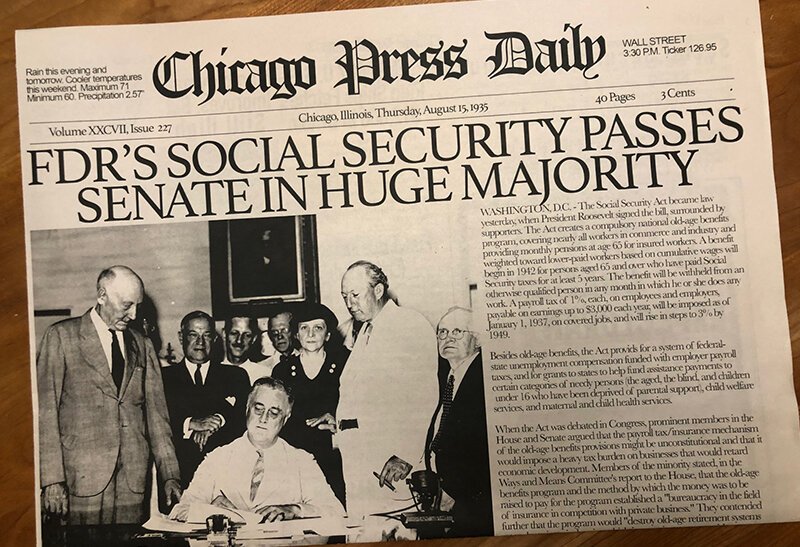 Rain this evening and
tomorrow. Cooler temperatures
this weekend. Maximum 71
Minimum 60. Precipitation 2.57"
Chicago Press Daily
WALL STREET
3:30 P.M. Ticker 126.95
Volume XXCVII, Issue 227
Chicago, Illinois, Thursday, August 15, 1935
40 Pages
3 Cents
FDR'S SOCIAL SECURITY PASSES
SENATE IN HUGE MAJORITY
WASHINGTON, D.C. - The Social Security Act became law
yesterday, when President Roosevelt signed the bill, surrounded by
supporters. The Act creates a compulsory national old-age benefits
program, covering nearly all workers in commerce and industry and
providing monthly pensions at age 65 for insured workers. A benefit
weighted toward lower-paid workers based on cumulative wages will
begin in 1942 for persons aged 65 and over who have paid Social
Security taxes for at least 5 years. The benefit will be withheld from an
otherwise qualified person in any month in which he or she does any
work. A payroll tax of 1%, each, on employees and employers,
payable on earnings up to $3,000 each year, will be imposed as of
January 1, 1937, on covered jobs, and will rise in steps to 3% by
1949.
Besides old-age benefits, the Act provides for a system of federal-
state unemployment compensation funded with employer payroll
taxes, and for grants to states to help fund assistance payments to
certain categories of needy persons (the aged, the blind, and children
under 16 who have been deprived of parental support), child welfare
services, and maternal and child health services.
When the Act was debated in Congress, prominent members in the
House and Senate argued that the payroll tax/insurance mechanism
of the old-age benefits provisions might be unconstitutional and that it
would impose a heavy tax burden on businesses that would retard
economic development. Members of the minority stated, in the
Ways and Means Committee's report to the House, that the old-age
benefits program and the method by which the money was to be
raised to pay for the program established a "bureaucracy in the field
of insurance in competition with private business." They contended
further that the program would "destroy old-age retirement systems